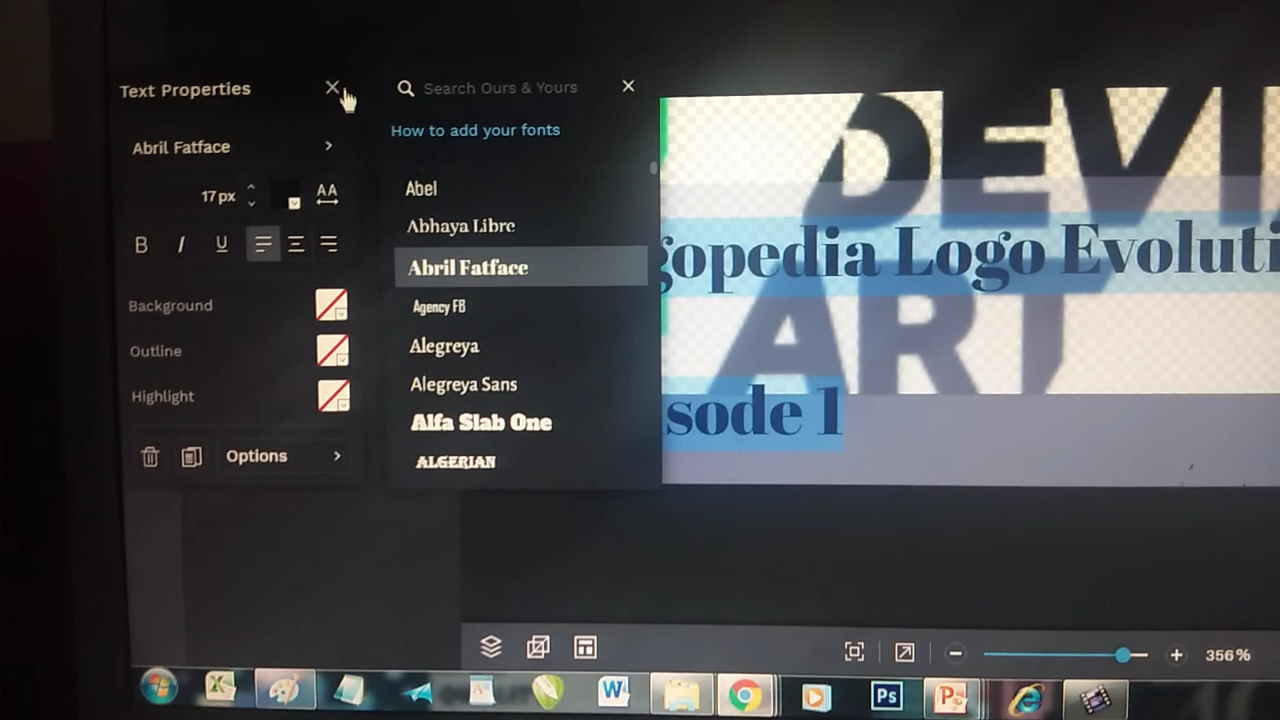 Text Properties
Abril Fatface
17px
AA
B I U
Background
Outline
Highlight
Options
Search Ours & Yours
How to add your fonts
Abel
Abhaya Libre
Abril Fatface
Agency FB
Alegreya
Alegreya Sans
Alfa Slab One
ALGERIAN
DEVI
gopedia Logo Evoluti
ART
sode 1
356%
W
Ps